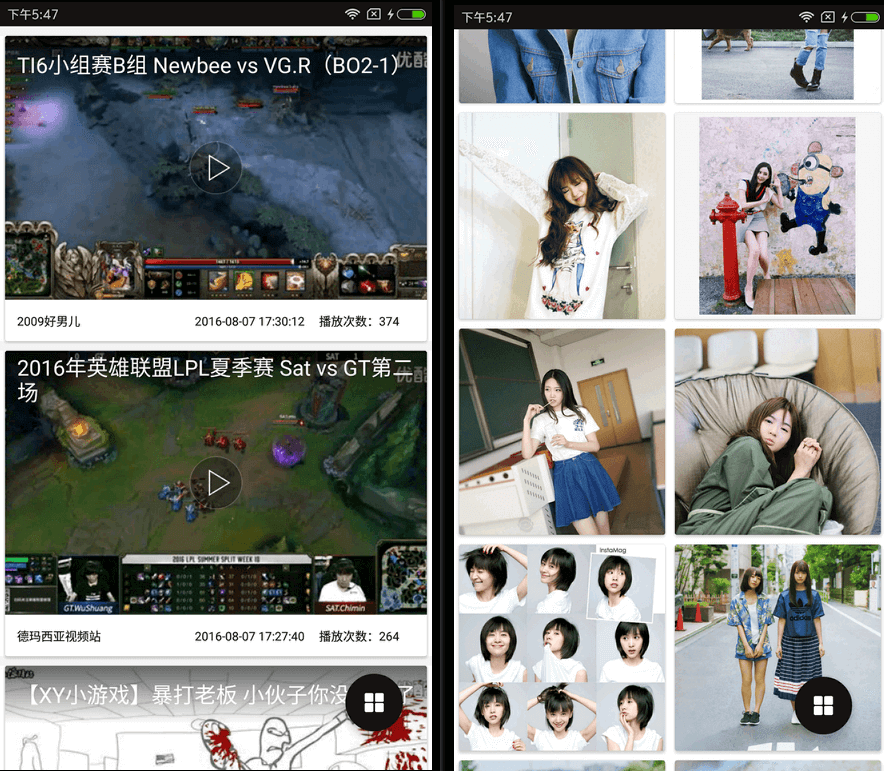 下午5:47
TI6小组赛B组 Newbee vs VG.R（BO2-1）
优酷
2009好男儿 2016-08-07 17:30:12 播放次数：374
2016年英雄联盟LPL夏季赛 Sat vs GT第二
场
SAT 1
2016 LPL SUMMER SPLIT WEEK 10
GT.WuShuang
SAT.Chimin
德玛西亚视频站 2016-08-07 17:27:40 播放次数：264
【XY小游戏】暴打老板 小伙子你没
下午5:47
InstaMag
adidas